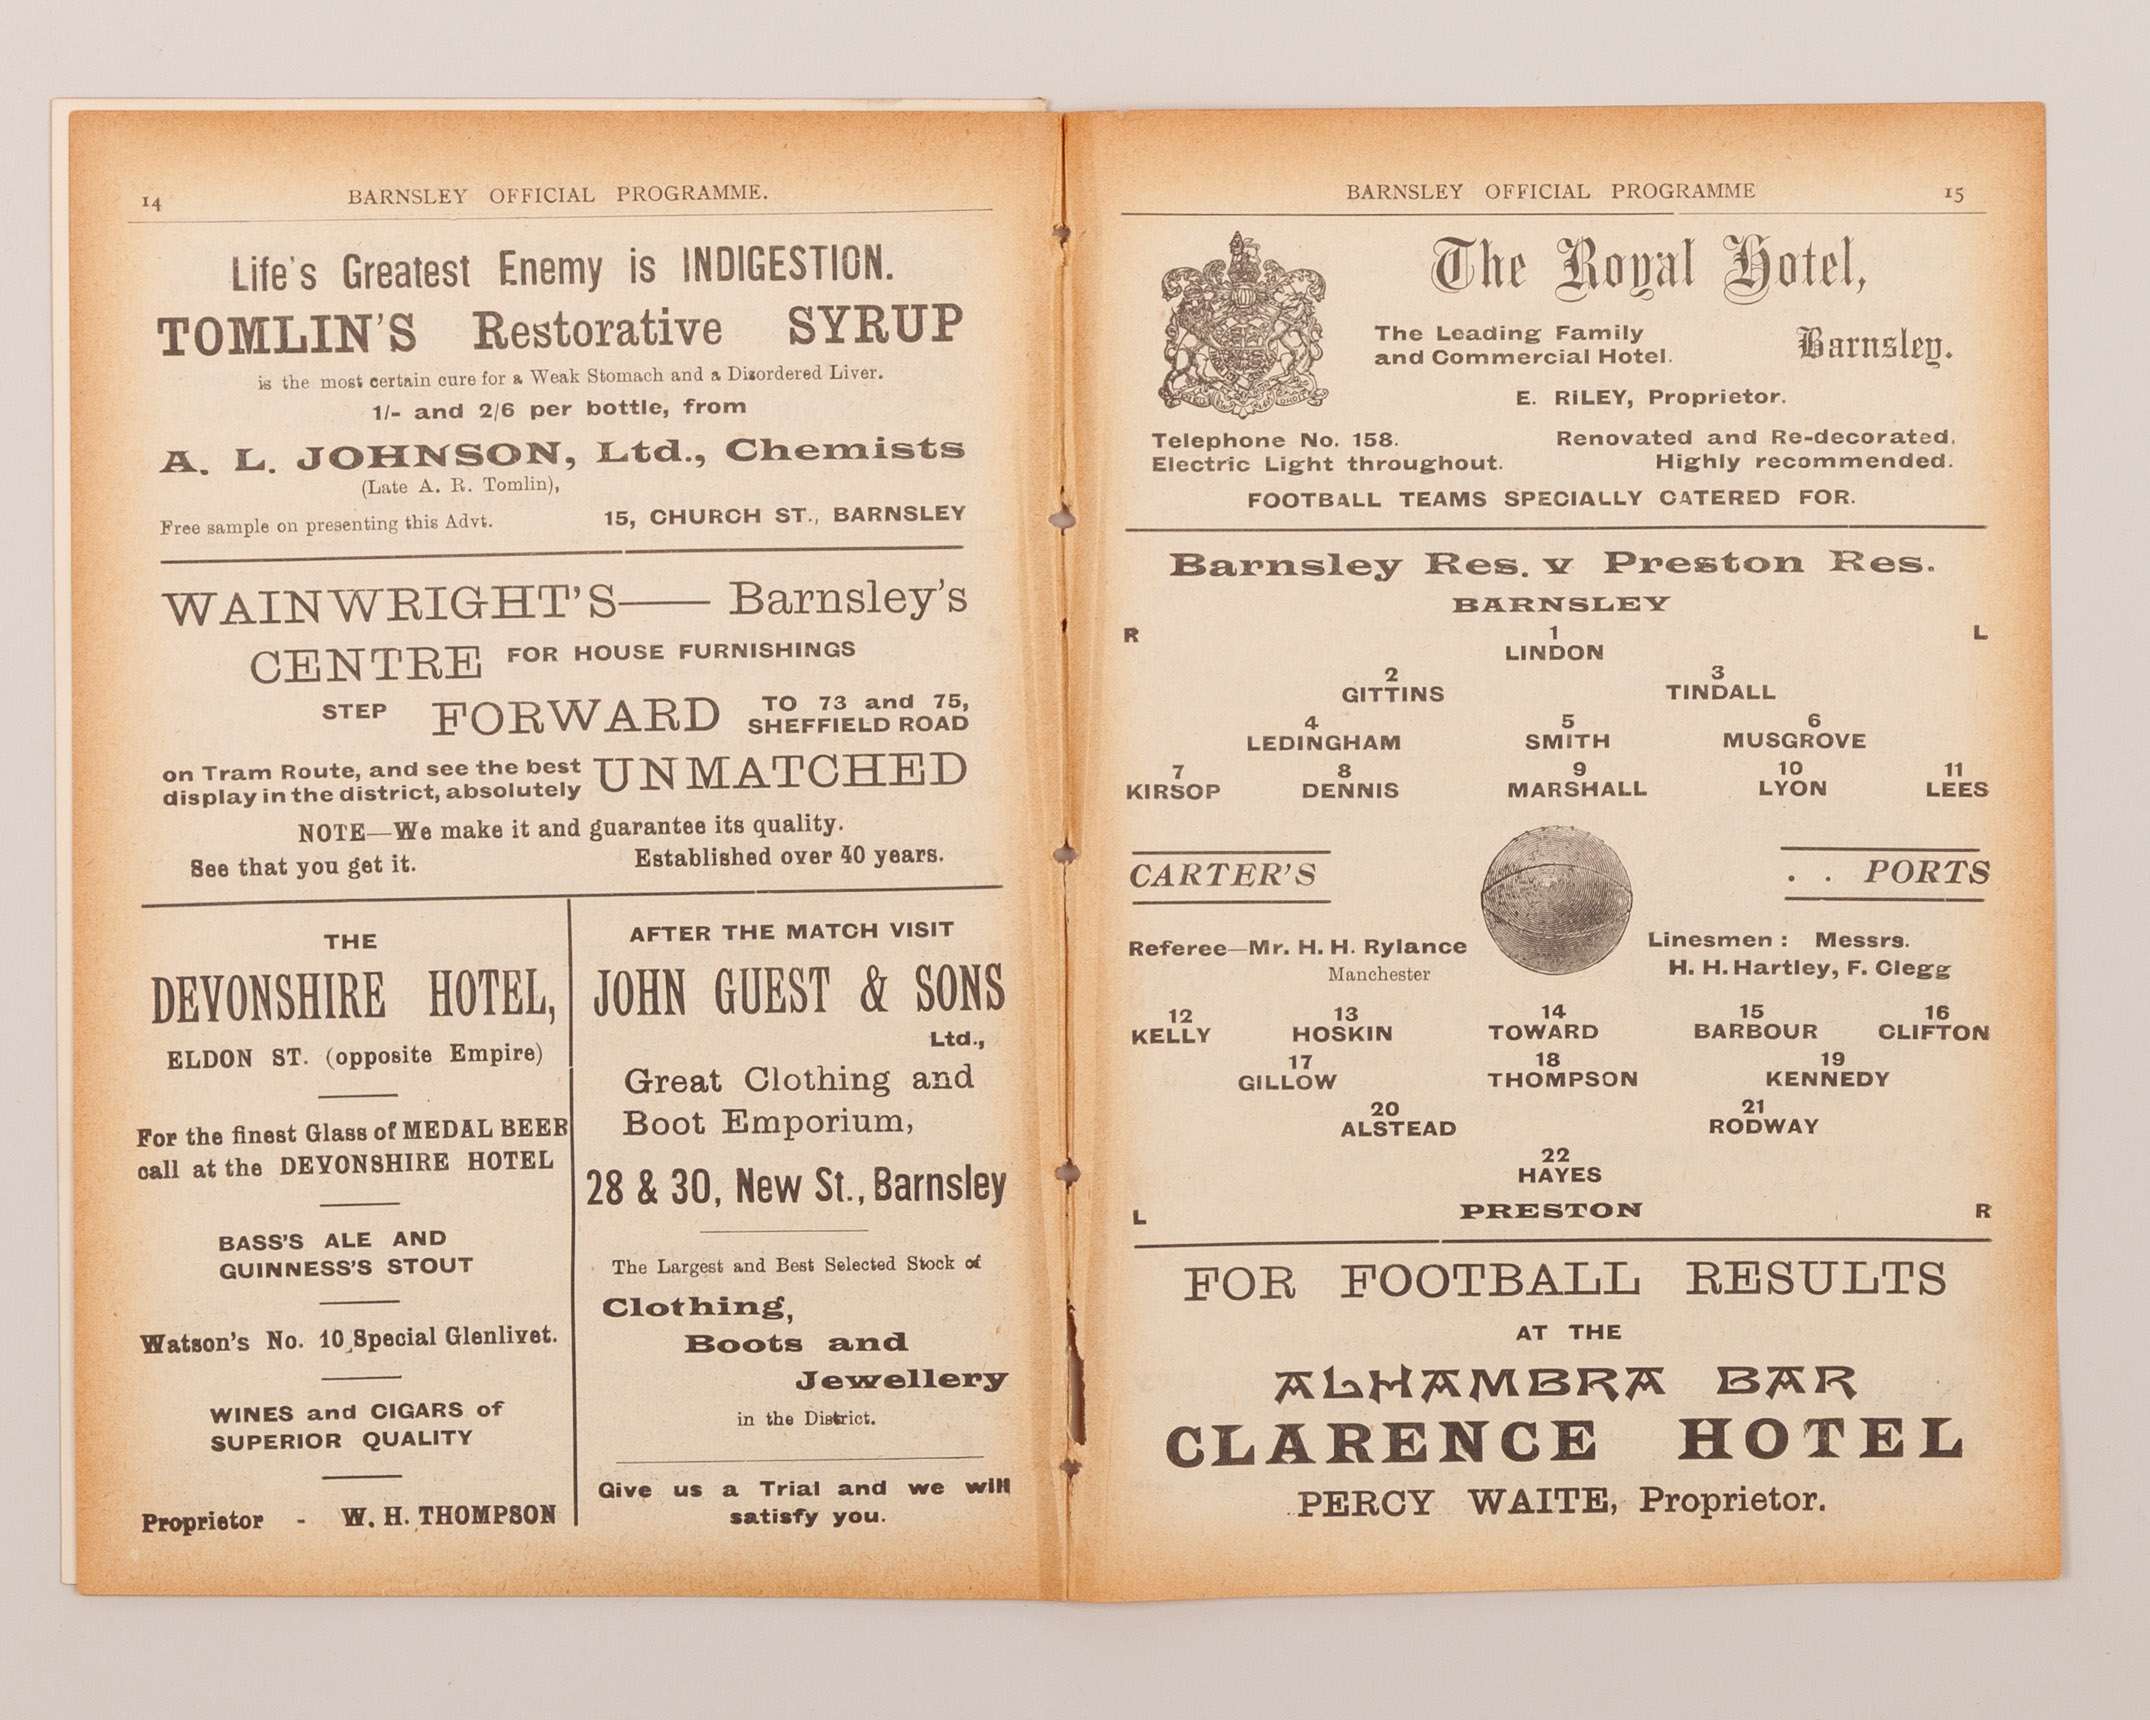 14 BARNSLEY OFFICIAL PROGRAMME.
Life's Greatest Enemy is INDIGESTION.
TOMLIN'S Restorative SYRUP
is the most certain cure for a Weak Stomach and a Disordered Liver.
1/- and 2/6 per bottle, from
A. L. JOHNSON, Ltd., Chemists
(Late A. R. Tomlin),
Free sample on presenting this Advt. 15, CHURCH ST., BARNSLEY
WAINWRIGHT'S—— Barnsley's
CENTRE FOR HOUSE FURNISHINGS
STEP FORWARD TO 73 and 75,
SHEFFIELD ROAD
on Tram Route, and see the best
display in the district, absolutely UNMATCHED
NOTE—We make it and guarantee its quality.
See that you get it. Established over 40 years.
THE
DEVONSHIRE HOTEL,
ELDON ST. (opposite Empire)
For the finest Glass of MEDAL BEER
call at the DEVONSHIRE HOTEL
BASS'S ALE AND
GUINNESS'S STOUT
Watson's No. 10 Special Glenlivet.
WINES and CIGARS of
SUPERIOR QUALITY
Proprietor - W. H. THOMPSON
AFTER THE MATCH VISIT
JOHN GUEST & SONS
Ltd.,
Great Clothing and
Boot Emporium,
28 & 30, New St., Barnsley
The Largest and Best Selected Stock of
Clothing,
Boots and
Jewellery
in the District.
Give us a Trial and we will
satisfy you.
BARNSLEY OFFICIAL PROGRAMME 15
The Royal Hotel,
The Leading Family
and Commercial Hotel. Barnsley.
E. RILEY, Proprietor.
Telephone No. 158. Renovated and Re-decorated.
Electric Light throughout. Highly recommended.
FOOTBALL TEAMS SPECIALLY CATERED FOR.
Barnsley Res. v Preston Res.
BARNSLEY
R 1 L
LINDON
2 3
GITTINS TINDALL
4 5 6
LEDINGHAM SMITH MUSGROVE
7 8 9 10 11
KIRSOP DENNIS MARSHALL LYON LEES
CARTER'S . . PORTS
Referee—Mr. H. H. Rylance Linesmen : Messrs.
Manchester H. H. Hartley, F. Clegg
12 13 14 15 16
KELLY HOSKIN TOWARD BARBOUR CLIFTON
17 18 19
GILLOW THOMPSON KENNEDY
20 21
ALSTEAD RODWAY
22
HAYES
L PRESTON R
FOR FOOTBALL RESULTS
AT THE
ALHAMBRA BAR
CLARENCE HOTEL
PERCY WAITE, Proprietor.